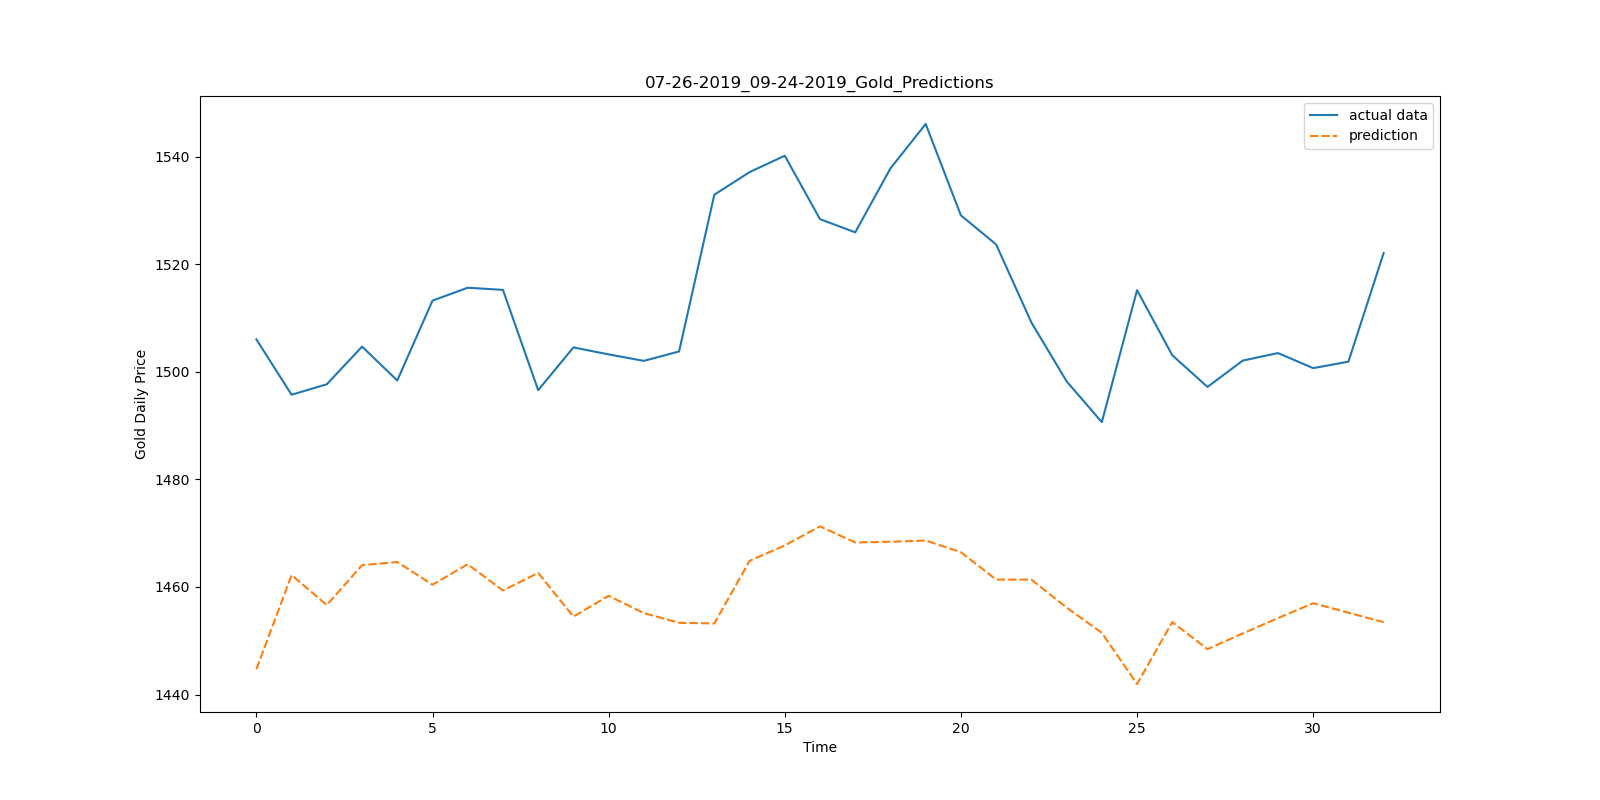 07-26-2019_09-24-2019_Gold_Predictions
actual data
prediction
Gold Daily Price
1540
1520
1500
1480
1460
1440
0 5 10 15 20 25 30
Time